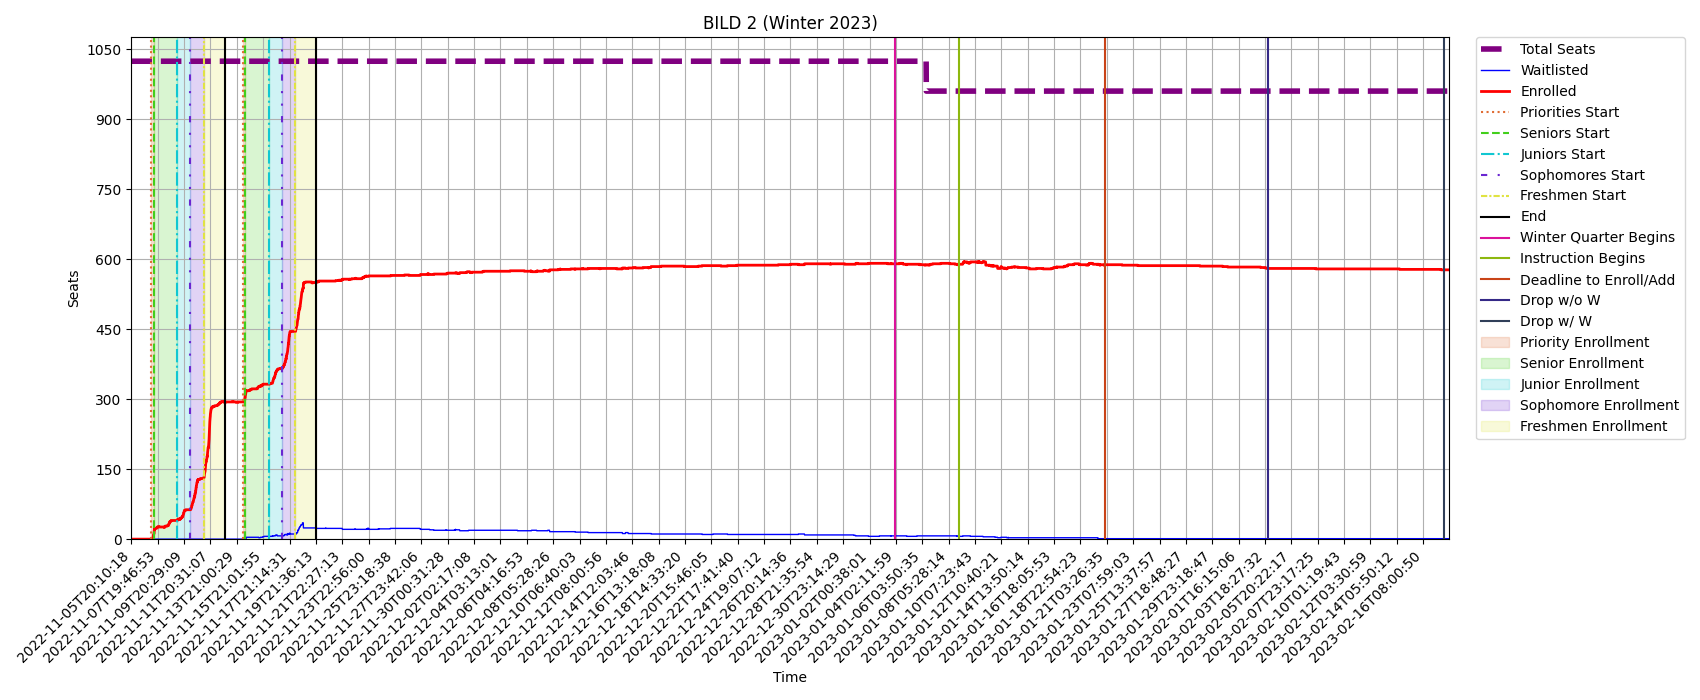 BILD 2 (Winter 2023)
1050
900
750
600
450
300
150
0
Seats
2022-11-05T20:10:18
2022-11-07T19:46:53
2022-11-09T20:29:09
2022-11-11T20:31:07
2022-11-13T21:00:29
2022-11-15T21:01:55
2022-11-17T21:14:31
2022-11-19T21:36:13
2022-11-21T22:27:13
2022-11-23T22:56:00
2022-11-25T23:18:38
2022-11-27T23:42:06
2022-11-30T00:31:28
2022-12-02T02:17:08
2022-12-04T03:13:01
2022-12-06T04:16:53
2022-12-08T05:28:26
2022-12-10T06:40:03
2022-12-12T08:00:56
2022-12-14T12:03:46
2022-12-16T13:18:08
2022-12-18T14:33:20
2022-12-20T15:46:05
2022-12-22T17:41:40
2022-12-24T19:07:12
2022-12-26T20:14:36
2022-12-28T21:35:54
2022-12-30T23:14:29
2023-01-02T00:38:01
2023-01-04T02:11:59
2023-01-06T03:50:35
2023-01-08T05:28:14
2023-01-10T07:23:43
2023-01-12T10:40:21
2023-01-14T13:50:14
2023-01-16T18:05:53
2023-01-18T22:54:23
2023-01-21T03:26:35
2023-01-23T07:59:03
2023-01-25T13:37:57
2023-01-27T18:48:27
2023-01-29T23:18:47
2023-02-01T16:15:06
2023-02-03T18:27:32
2023-02-05T20:22:17
2023-02-07T23:17:25
2023-02-10T01:19:43
2023-02-12T03:30:59
2023-02-14T05:50:12
2023-02-16T08:00:50
Time
Total Seats
Waitlisted
Enrolled
Priorities Start
Seniors Start
Juniors Start
Sophomores Start
Freshmen Start
End
Winter Quarter Begins
Instruction Begins
Deadline to Enroll/Add
Drop w/o W
Drop w/ W
Priority Enrollment
Senior Enrollment
Junior Enrollment
Sophomore Enrollment
Freshmen Enrollment